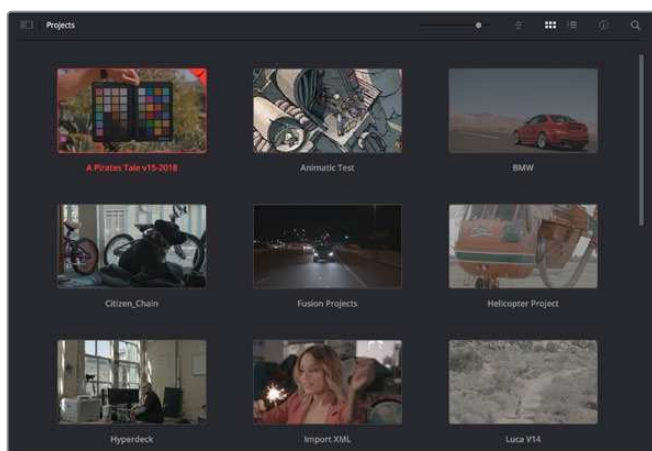 Projects
A Pirates Tale v15-2018
Animatic Test
BMW
Citizen_Chain
Fusion Projects
Helicopter Project
Hyperdeck
Import XML
Luca V14